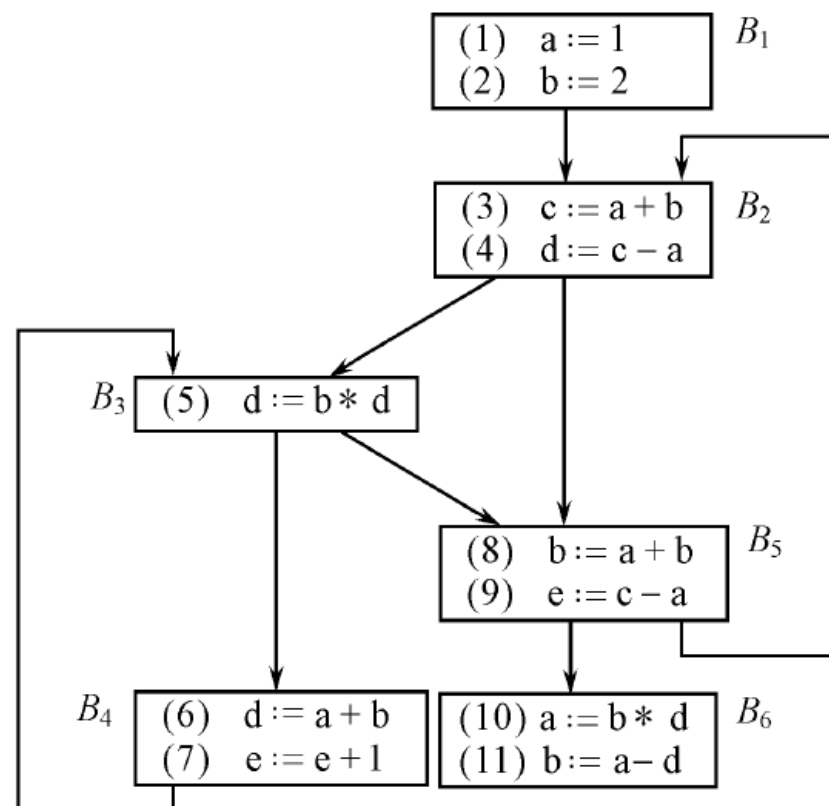 (1) a := 1
B1
(2) b := 2
(3) c := a + b
B2
(4) d := c − a
B3
(5) d := b * d
(8) b := a + b
B5
(9) e := c − a
B4
(6) d := a + b
(7) e := e + 1
(10) a := b * d
B6
(11) b := a − d